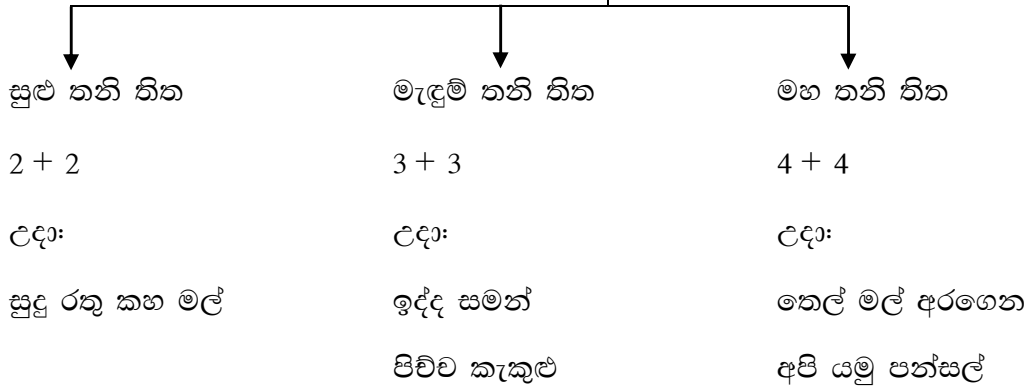 සුළු තනි තිත
2 + 2
උදා:
සුදු රතු කහ මල්
මැඳුම් තනි තිත
3 + 3
උදා:
ඉද්ද සමන්
පිච්ච කැකුළු
මහ තනි තිත
4 + 4
උදා:
තෙල් මල් අරගෙන
අපි යමු පන්සල්